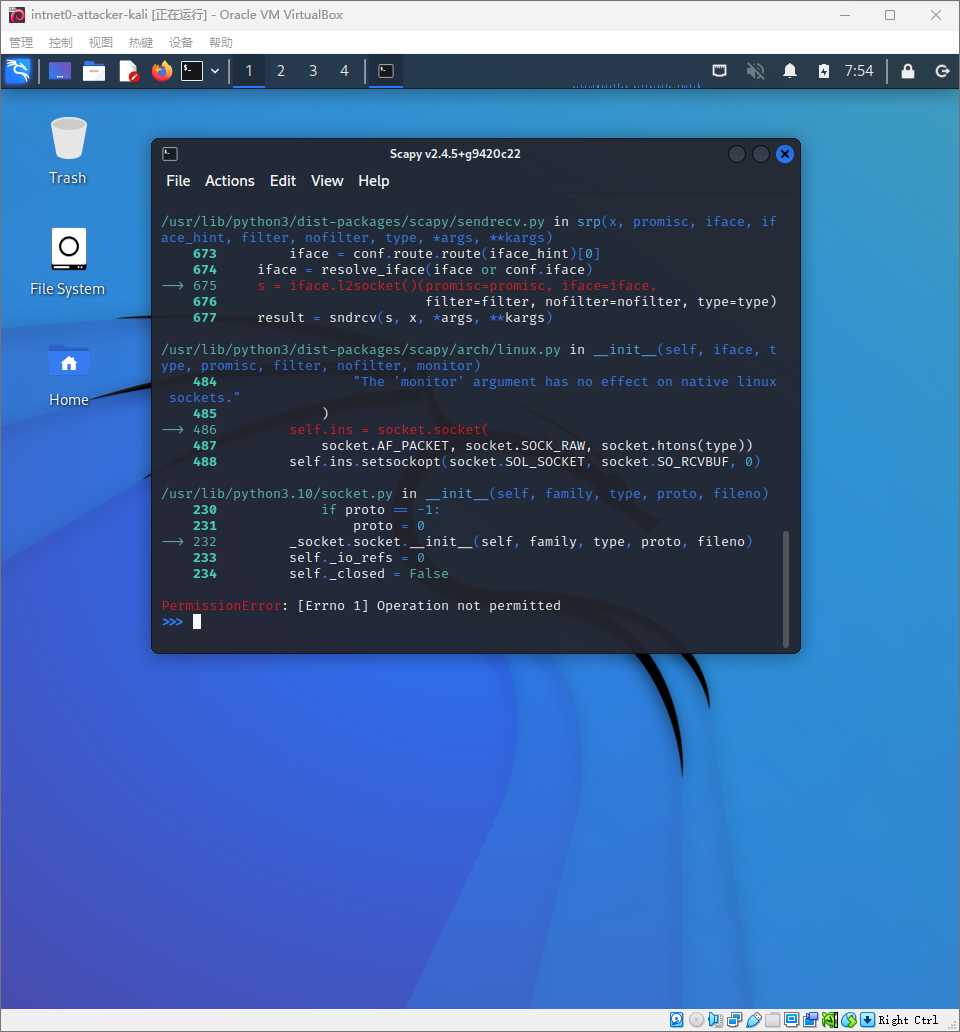 intnet0-attacker-kali [正在运行] - Oracle VM VirtualBox
管理 控制 视图 热键 设备 帮助
1 2 3 4 7:54
Trash
File System
Home
Scapy v2.4.5+g9420c22
File Actions Edit View Help
/usr/lib/python3/dist-packages/scapy/sendrecv.py in srp(x, promisc, iface, if
ace_hint, filter, nofilter, type, *args, **kargs)
673 iface = conf.route.route(iface_hint)[0]
674 iface = resolve_iface(iface or conf.iface)
--> 675 s = iface.l2socket()(promisc=promisc, iface=iface,
676 filter=filter, nofilter=nofilter, type=type)
677 result = sndrcv(s, x, *args, **kargs)
/usr/lib/python3/dist-packages/scapy/arch/linux.py in __init__(self, iface, t
ype, promisc, filter, nofilter, monitor)
484 "The 'monitor' argument has no effect on native linux
sockets."
485 )
--> 486 self.ins = socket.socket(
487 socket.AF_PACKET, socket.SOCK_RAW, socket.htons(type))
488 self.ins.setsockopt(socket.SOL_SOCKET, socket.SO_RCVBUF, 0)
/usr/lib/python3.10/socket.py in __init__(self, family, type, proto, fileno)
230 if proto == -1:
231 proto = 0
--> 232 _socket.socket.__init__(self, family, type, proto, fileno)
233 self._io_refs = 0
234 self._closed = False
PermissionError: [Errno 1] Operation not permitted
>>>
Right Ctrl